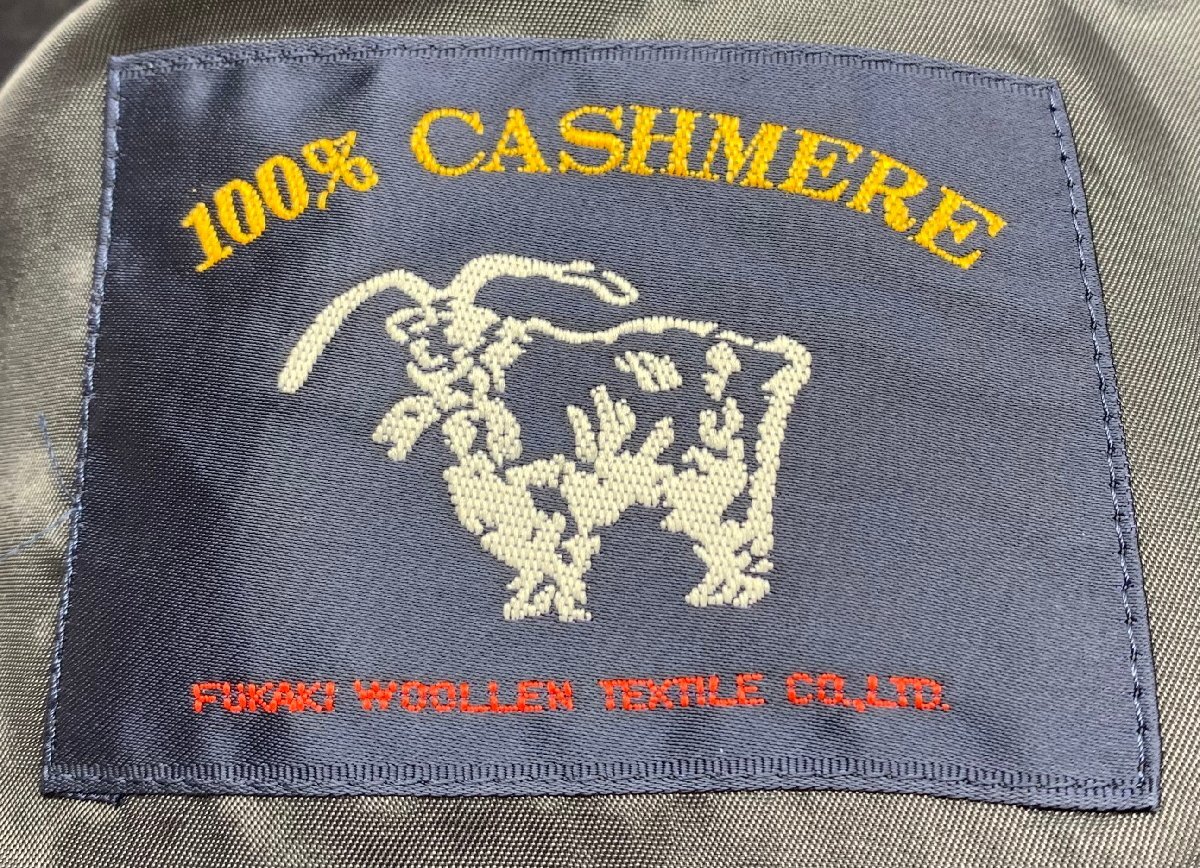 100% CASHMERE
FUKAKI WOOLLEN TEXTILE CO.,LTD.